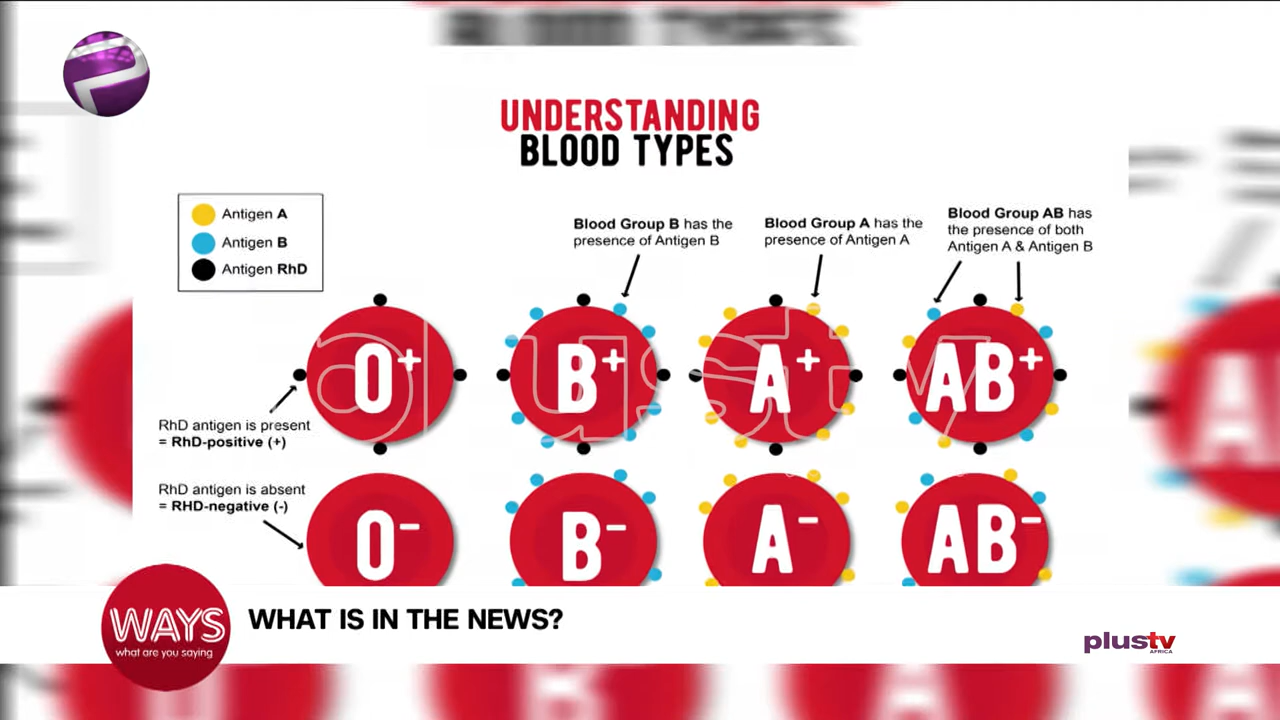 UNDERSTANDING
BLOOD TYPES
Antigen A
Antigen B
Antigen RhD
Blood Group B has the
presence of Antigen B
Blood Group A has the
presence of Antigen A
Blood Group AB has
the presence of both
Antigen A & Antigen B
O+
B+
A+
AB+
plustv
RhD antigen is present
= RhD-positive (+)
RhD antigen is absent
= RHD-negative (-)
O-
B-
A-
AB-
WAYS
what are you saying
WHAT IS IN THE NEWS?
plustv
AFRICA